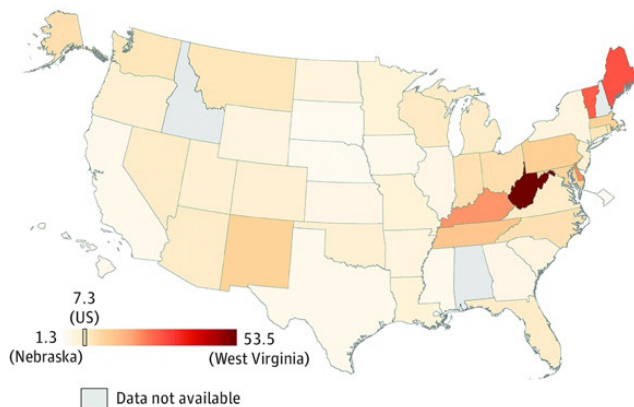 7.3
(US)
1.3 53.5
(Nebraska) (West Virginia)
Data not available